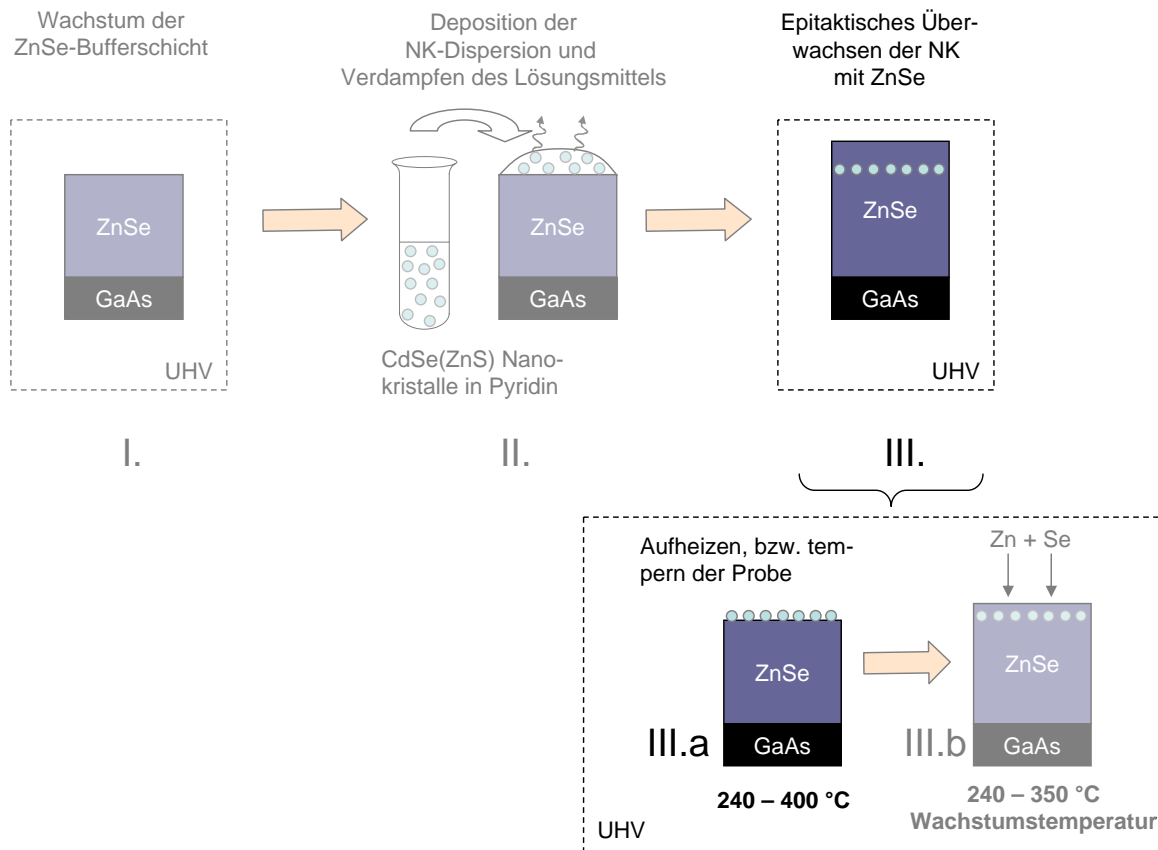 Wachstum der
ZnSe-Bufferschicht
ZnSe
GaAs
UHV
I.
Deposition der
NK-Dispersion und
Verdampfen des Lösungsmittels
ZnSe
GaAs
CdSe(ZnS) Nano-
kristalle in Pyridin
II.
Epitaktisches Über-
wachsen der NK
mit ZnSe
ZnSe
GaAs
UHV
III.
Aufheizen, bzw. tem-
pern der Probe
ZnSe
GaAs
III.a
240 – 400 °C
UHV
Zn + Se
ZnSe
GaAs
III.b
240 – 350 °C
Wachstumstemperatur